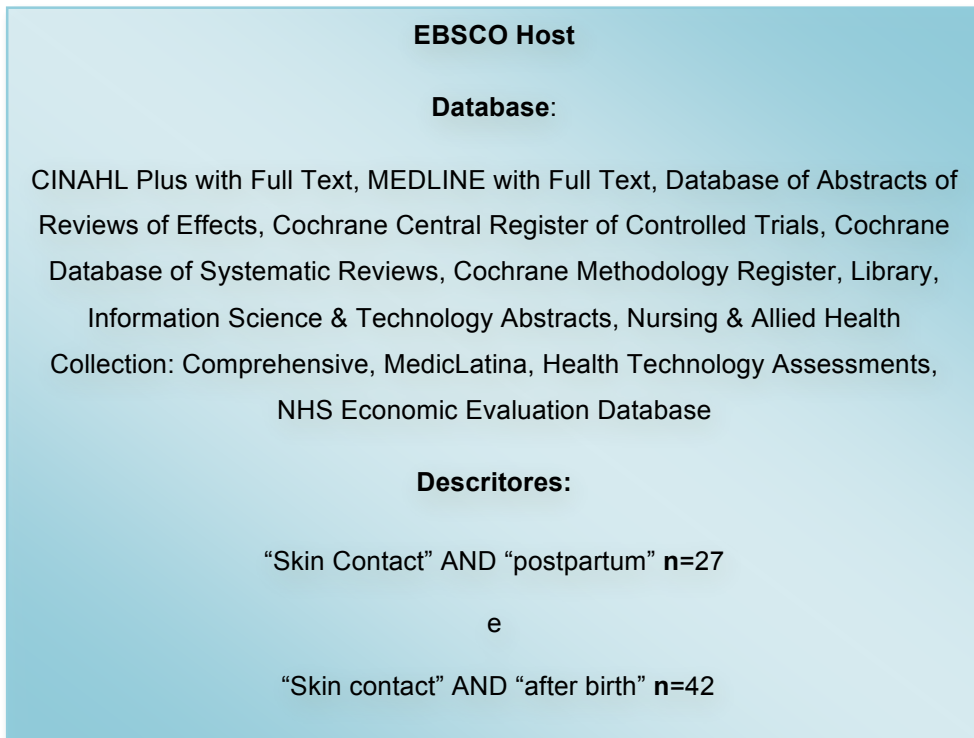 EBSCO Host
Database:
CINAHL Plus with Full Text, MEDLINE with Full Text, Database of Abstracts of
Reviews of Effects, Cochrane Central Register of Controlled Trials, Cochrane
Database of Systematic Reviews, Cochrane Methodology Register, Library,
Information Science & Technology Abstracts, Nursing & Allied Health
Collection: Comprehensive, MedicLatina, Health Technology Assessments,
NHS Economic Evaluation Database
Descritores:
“Skin Contact” AND “postpartum” n=27
e
“Skin contact” AND “after birth” n=42